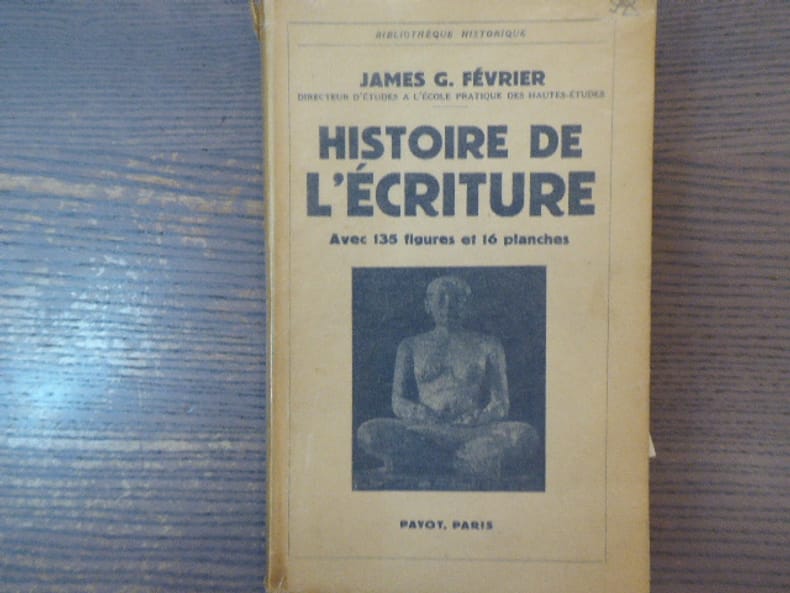 BIBLIOTHÈQUE HISTORIQUE
JAMES G. FÉVRIER
DIRECTEUR D'ÉTUDES A L'ÉCOLE PRATIQUE DES HAUTES-ÉTUDES
HISTOIRE DE
L'ÉCRITURE
Avec 135 figures et 16 planches
PAYOT, PARIS